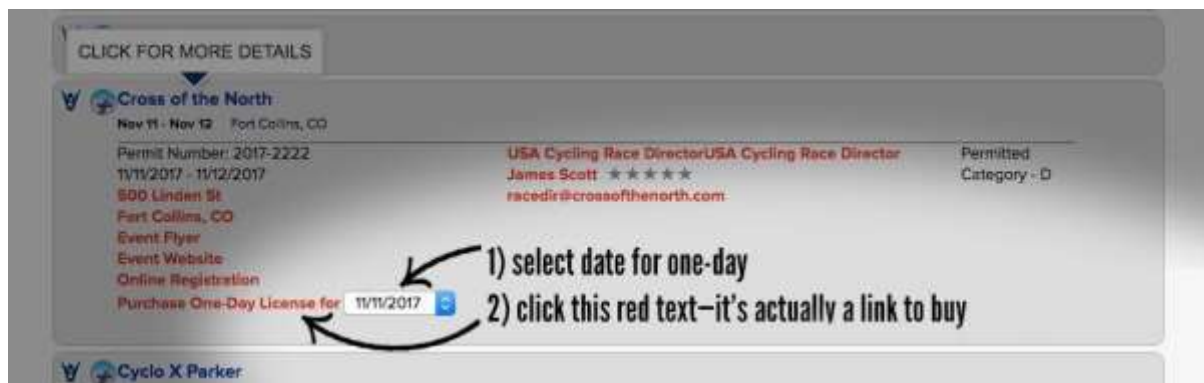 CLICK FOR MORE DETAILS
Cross of the North
Nov 11 - Nov 12 Fort Collins, CO
Permit Number: 2017-2222
USA Cycling Race DirectorUSA Cycling Race Director
Permitted
11/11/2017 - 11/12/2017
James Scott ★★★★★
Category - D
500 Linden St
racedir@crossofthenorth.com
Fort Collins, CO
Event Flyer
Event Website
1) select date for one-day
Online Registration
Purchase One-Day License for 11/11/2017
2) click this red text—it's actually a link to buy
Cyclo X Parker